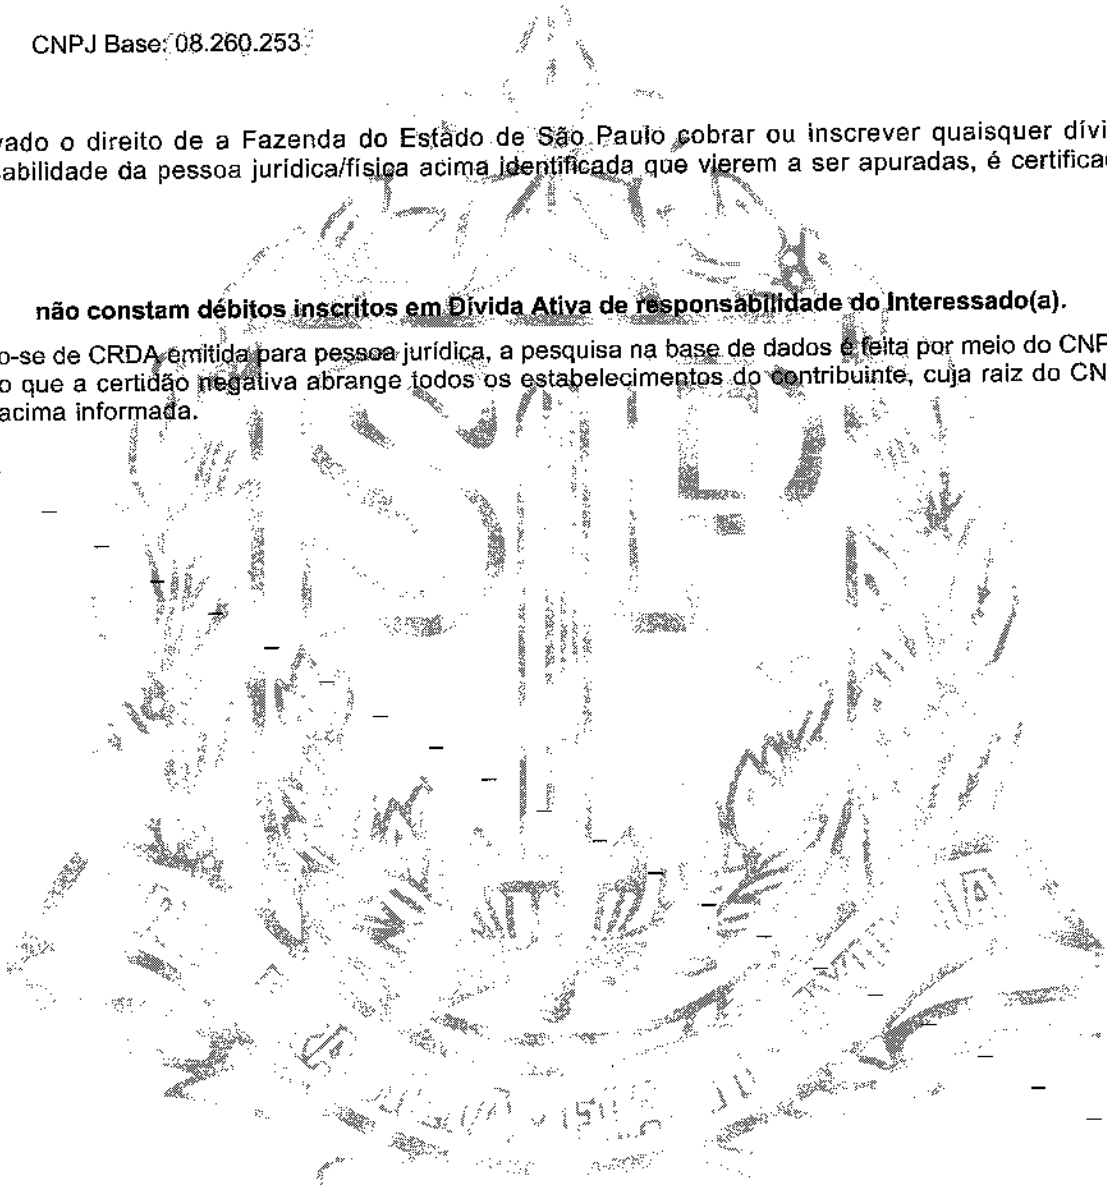 CNPJ Base: 08.260.253
vado o direito de a Fazenda do Estado de São Paulo cobrar ou inscrever quaisquer dívi
abilidade da pessoa jurídica/física acima identificada que vierem a ser apuradas, é certifica
não constam débitos inscritos em Dívida Ativa de responsabilidade do Interessado(a).
o-se de CRDA emitida para pessoa jurídica, a pesquisa na base de dados é feita por meio do CNP
o que a certidão negativa abrange todos os estabelecimentos do contribuinte, cuja raiz do CN
acima informada.